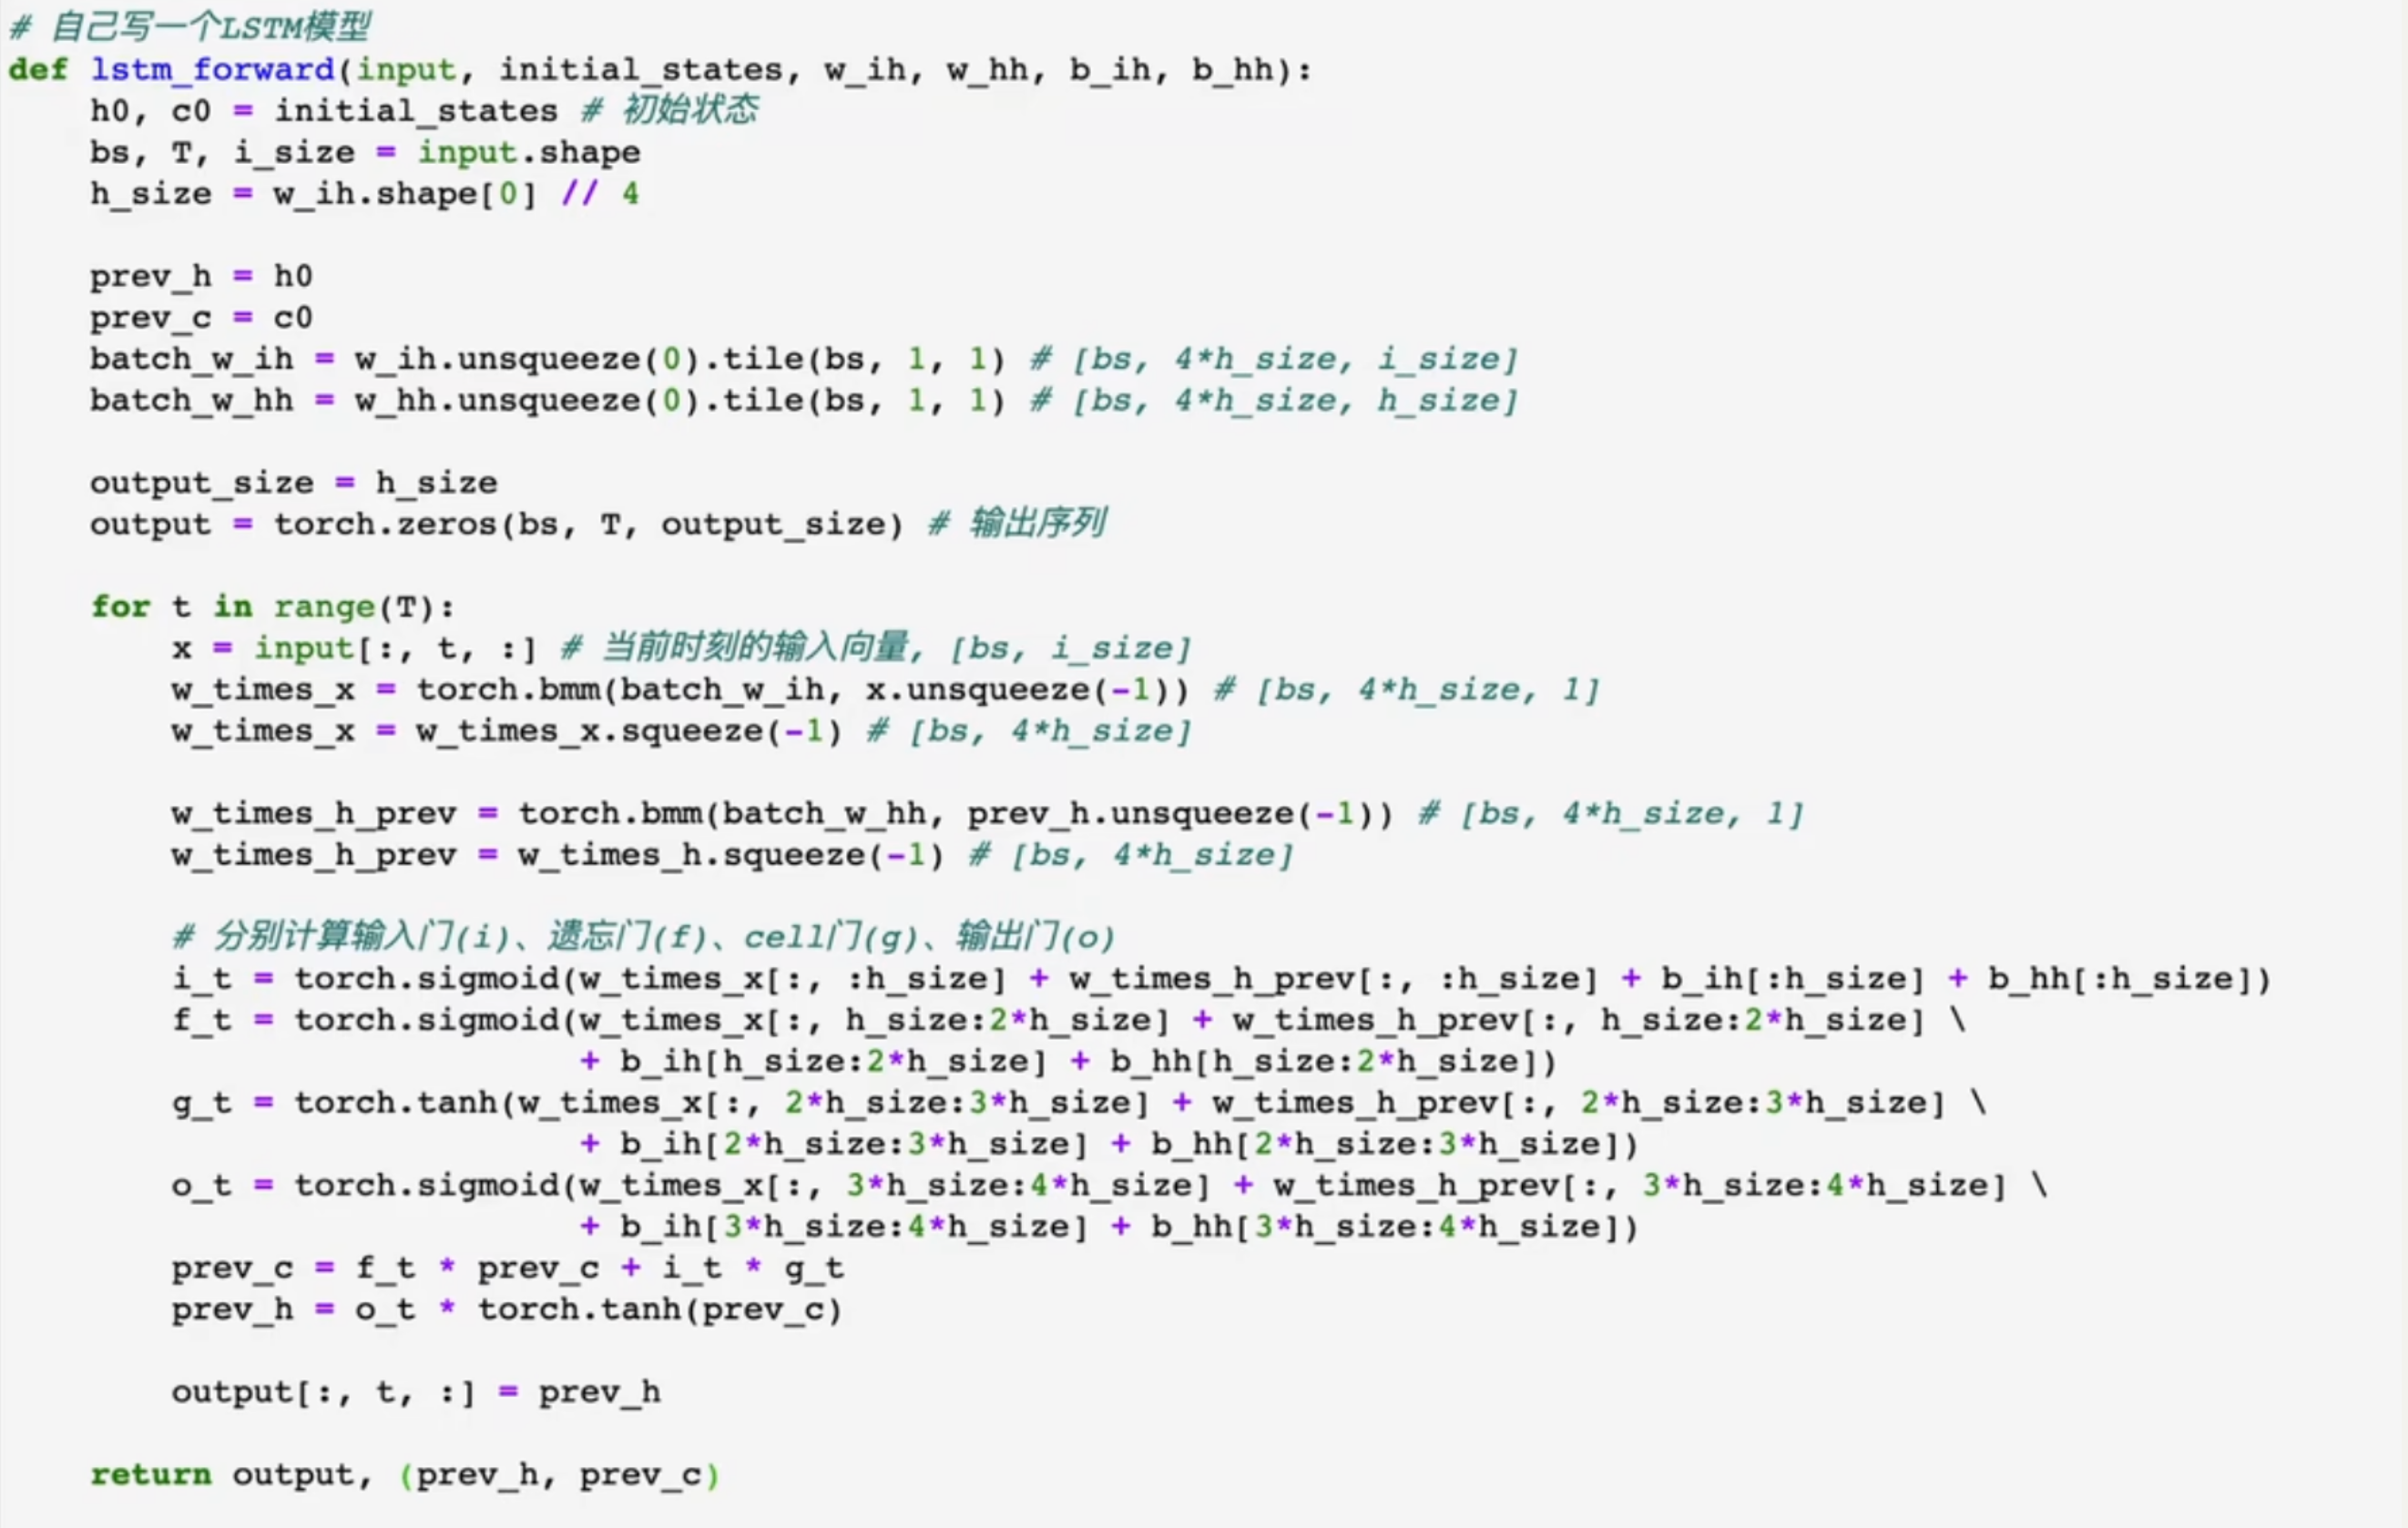 # 自己写一个LSTM模型
def lstm_forward(input, initial_states, w_ih, w_hh, b_ih, b_hh):
    h0, c0 = initial_states # 初始状态
    bs, T, i_size = input.shape
    h_size = w_ih.shape[0] // 4
    prev_h = h0
    prev_c = c0
    batch_w_ih = w_ih.unsqueeze(0).tile(bs, 1, 1) # [bs, 4*h_size, i_size]
    batch_w_hh = w_hh.unsqueeze(0).tile(bs, 1, 1) # [bs, 4*h_size, h_size]
    output_size = h_size
    output = torch.zeros(bs, T, output_size) # 输出序列
    for t in range(T):
        x = input[:, t, :] # 当前时刻的输入向量, [bs, i_size]
        w_times_x = torch.bmm(batch_w_ih, x.unsqueeze(-1)) # [bs, 4*h_size, 1]
        w_times_x = w_times_x.squeeze(-1) # [bs, 4*h_size]
        w_times_h_prev = torch.bmm(batch_w_hh, prev_h.unsqueeze(-1)) # [bs, 4*h_size, 1]
        w_times_h_prev = w_times_h.squeeze(-1) # [bs, 4*h_size]
        # 分别计算输入门(i)、遗忘门(f)、cell门(g)、输出门(o)
        i_t = torch.sigmoid(w_times_x[:, :h_size] + w_times_h_prev[:, :h_size] + b_ih[:h_size] + b_hh[:h_size])
        f_t = torch.sigmoid(w_times_x[:, h_size:2*h_size] + w_times_h_prev[:, h_size:2*h_size] \
                            + b_ih[h_size:2*h_size] + b_hh[h_size:2*h_size])
        g_t = torch.tanh(w_times_x[:, 2*h_size:3*h_size] + w_times_h_prev[:, 2*h_size:3*h_size] \
                            + b_ih[2*h_size:3*h_size] + b_hh[2*h_size:3*h_size])
        o_t = torch.sigmoid(w_times_x[:, 3*h_size:4*h_size] + w_times_h_prev[:, 3*h_size:4*h_size] \
                            + b_ih[3*h_size:4*h_size] + b_hh[3*h_size:4*h_size])
        prev_c = f_t * prev_c + i_t * g_t
        prev_h = o_t * torch.tanh(prev_c)
        output[:, t, :] = prev_h
    return output, (prev_h, prev_c)